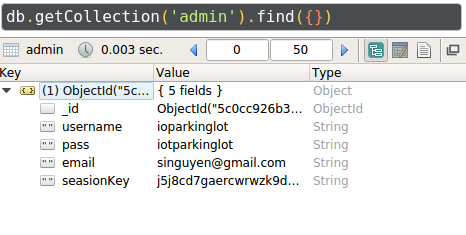 db.getCollection('admin').find({})
admin 0.003 sec. 0 50
Key Value Type
(1) ObjectId("5c... { 5 fields } Object
_id ObjectId("5c0cc926b3... ObjectId
username ioparkinglot String
pass iotparkinglot String
email singuyen@gmail.com String
seasionKey j5j8cd7gaercwrwzk9d... String